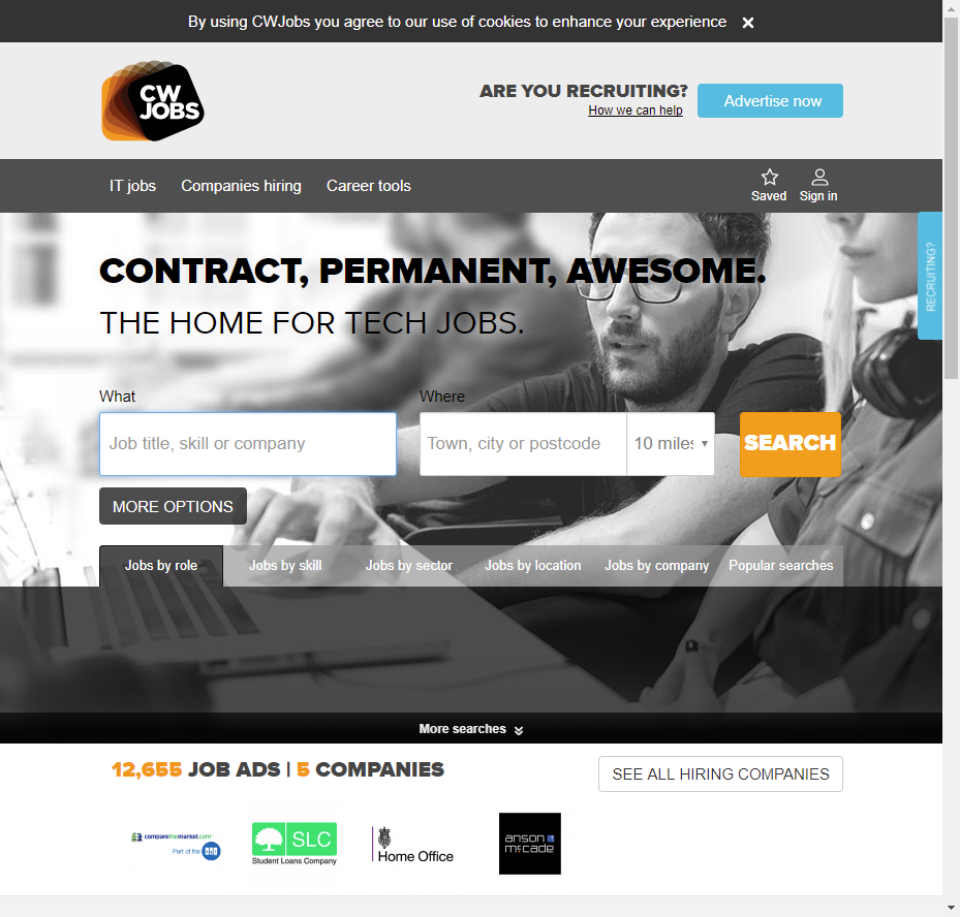 By using CWJobs you agree to our use of cookies to enhance your experience ×
CW
JOBS
ARE YOU RECRUITING?
How we can help
Advertise now
IT jobs Companies hiring Career tools
Saved Sign in
RECRUITING?
CONTRACT, PERMANENT, AWESOME.
THE HOME FOR TECH JOBS.
What Where
Job title, skill or company Town, city or postcode 10 miles SEARCH
MORE OPTIONS
Jobs by role Jobs by skill Jobs by sector Jobs by location Jobs by company Popular searches
More searches
12,655 JOB ADS | 5 COMPANIES
SEE ALL HIRING COMPANIES
comparethemarket.com
Part of the
SLC
Student Loans Company
Home Office
anson
mccade